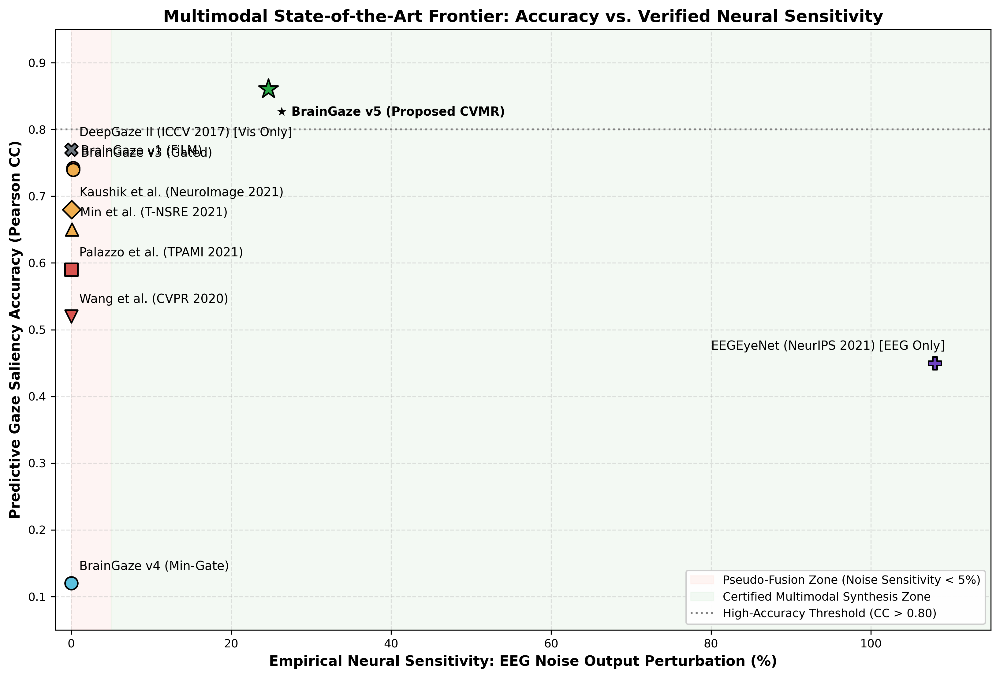 Multimodal State-of-the-Art Frontier: Accuracy vs. Verified Neural Sensitivity
Predictive Gaze Saliency Accuracy (Pearson CC)
0.9
0.8
0.7
0.6
0.5
0.4
0.3
0.2
0.1
★ BrainGaze v5 (Proposed CVMR)
DeepGaze II (ICCV 2017) [Vis Only]
BrainGaze v1 (FiLM)
BrainGaze v3 (Gated)
Kaushik et al. (NeuroImage 2021)
Min et al. (T-NSRE 2021)
Palazzo et al. (TPAMI 2021)
Wang et al. (CVPR 2020)
EEGEyeNet (NeurIPS 2021) [EEG Only]
BrainGaze v4 (Min-Gate)
Pseudo-Fusion Zone (Noise Sensitivity < 5%)
Certified Multimodal Synthesis Zone
High-Accuracy Threshold (CC > 0.80)
0 20 40 60 80 100
Empirical Neural Sensitivity: EEG Noise Output Perturbation (%)